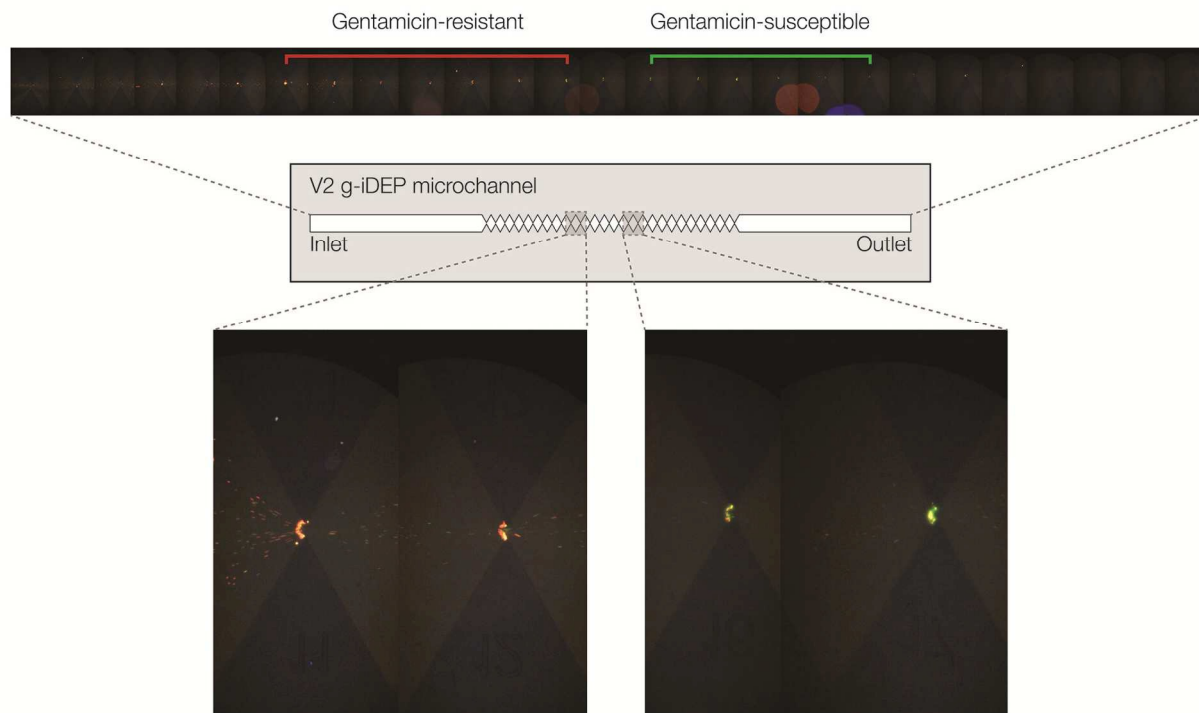 Gentamicin-resistant
Gentamicin-susceptible
V2 g-iDEP microchannel
Inlet
Outlet